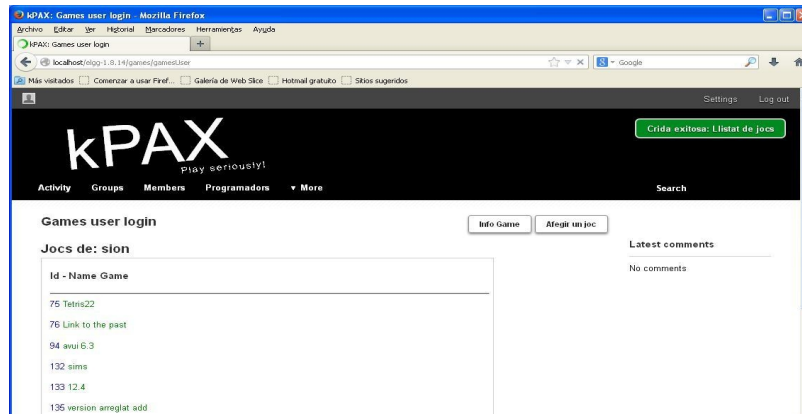 kPAX: Games user login - Mozilla Firefox
Archivo Editar Ver Historial Marcadores Herramientas Ayuda
kPAX: Games user login +
localhost/elgg-1.8.14/games/gamesUser Google
Más visitados Comenzar a usar Firef... Galería de Web Slice Hotmail gratuito Sitios sugeridos
Settings Log out
Crida exitosa: Llistat de jocs
kPAX
Play seriously!
Activity Groups Members Programadors ▼ More Search
Games user login Info Game Afegir un joc
Latest comments
Jocs de: sion
No comments
Id - Name Game
75 Tetris22
76 Link to the past
94 avui 6.3
132 sims
133 12.4
135 version arreglat add